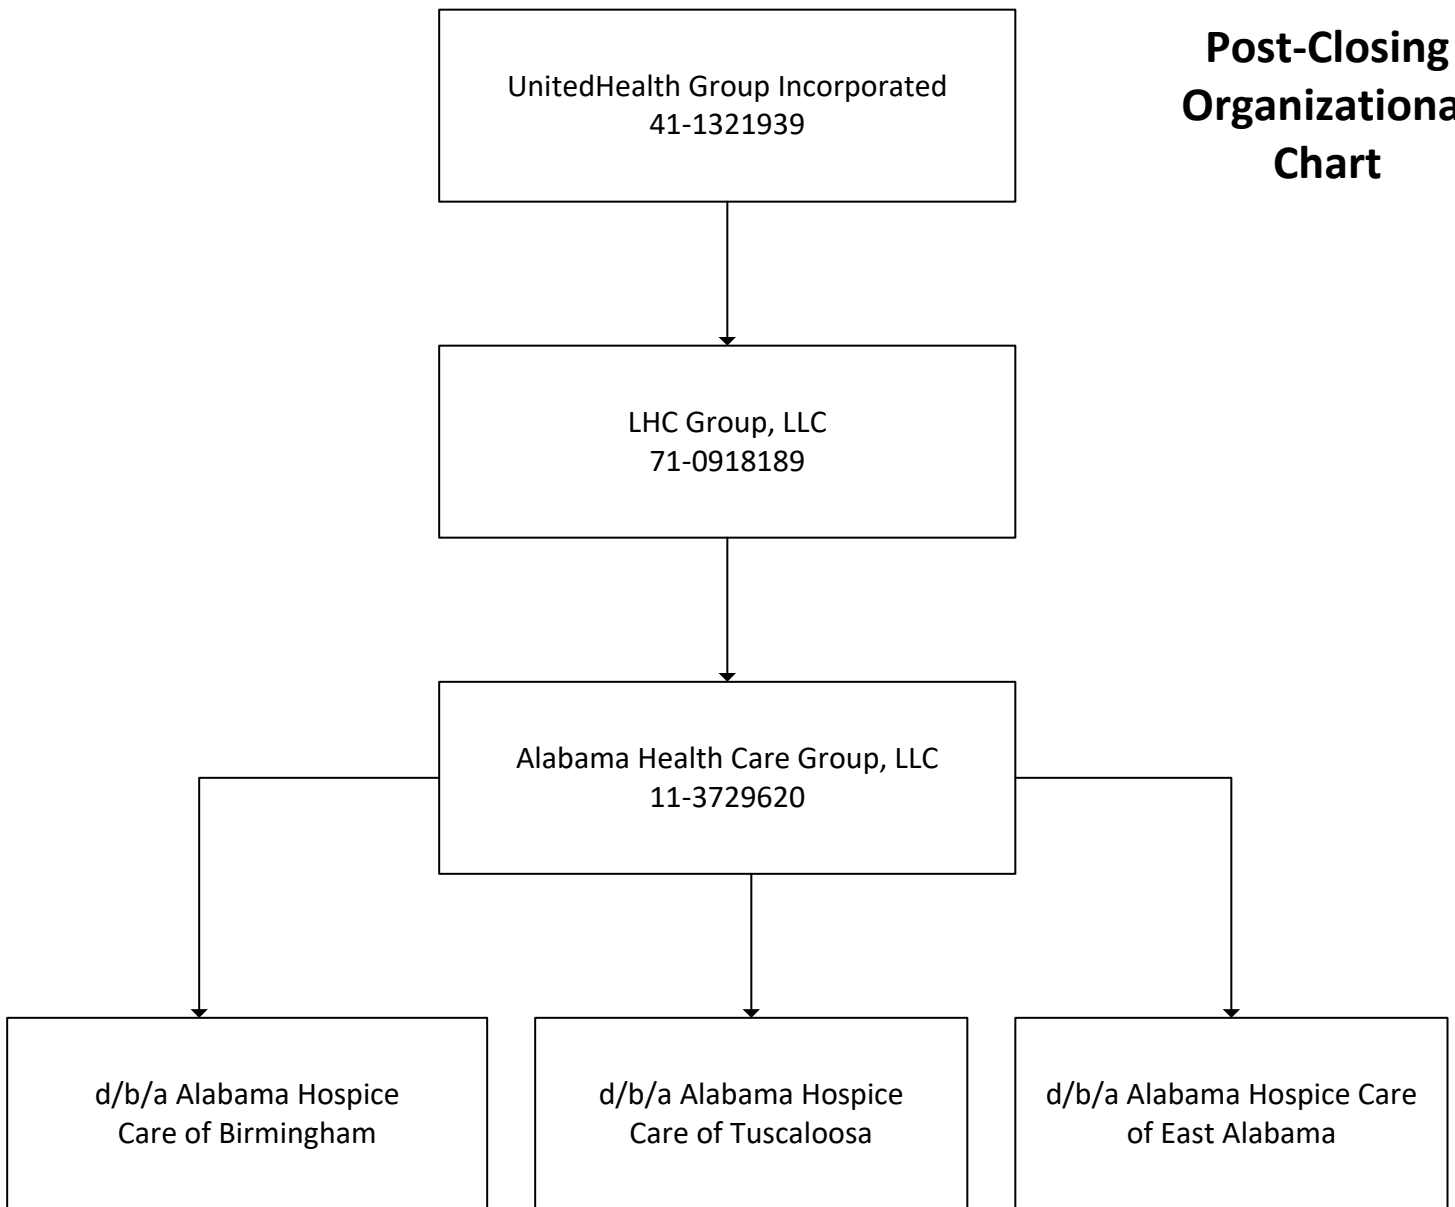 Post-Closing
Organizationa
Chart
UnitedHealth Group Incorporated
41-1321939
LHC Group, LLC
71-0918189
Alabama Health Care Group, LLC
11-3729620
d/b/a Alabama Hospice
Care of Birmingham
d/b/a Alabama Hospice
Care of Tuscaloosa
d/b/a Alabama Hospice Care
of East Alabama